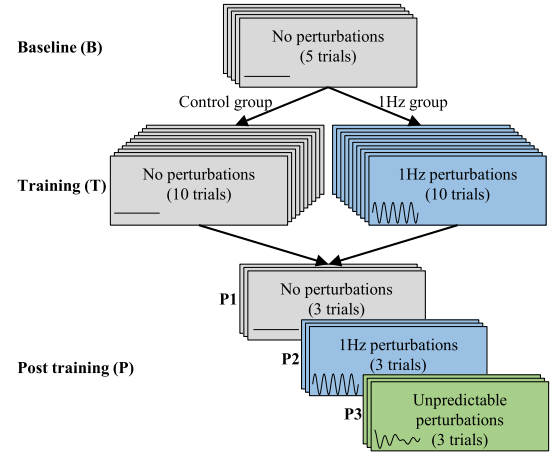 Baseline (B)
No perturbations
(5 trials)
Control group
1Hz group
Training (T)
No perturbations
(10 trials)
1Hz perturbations
(10 trials)
Post training (P)
P1
No perturbations
(3 trials)
P2
1Hz perturbations
(3 trials)
P3
Unpredictable
perturbations
(3 trials)